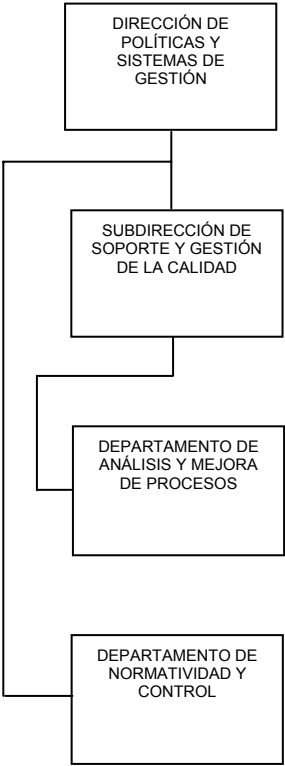 DIRECCIÓN DE
POLÍTICAS Y
SISTEMAS DE
GESTIÓN
SUBDIRECCIÓN DE
SOPORTE Y GESTIÓN
DE LA CALIDAD
DEPARTAMENTO DE
ANÁLISIS Y MEJORA
DE PROCESOS
DEPARTAMENTO DE
NORMATIVIDAD Y
CONTROL